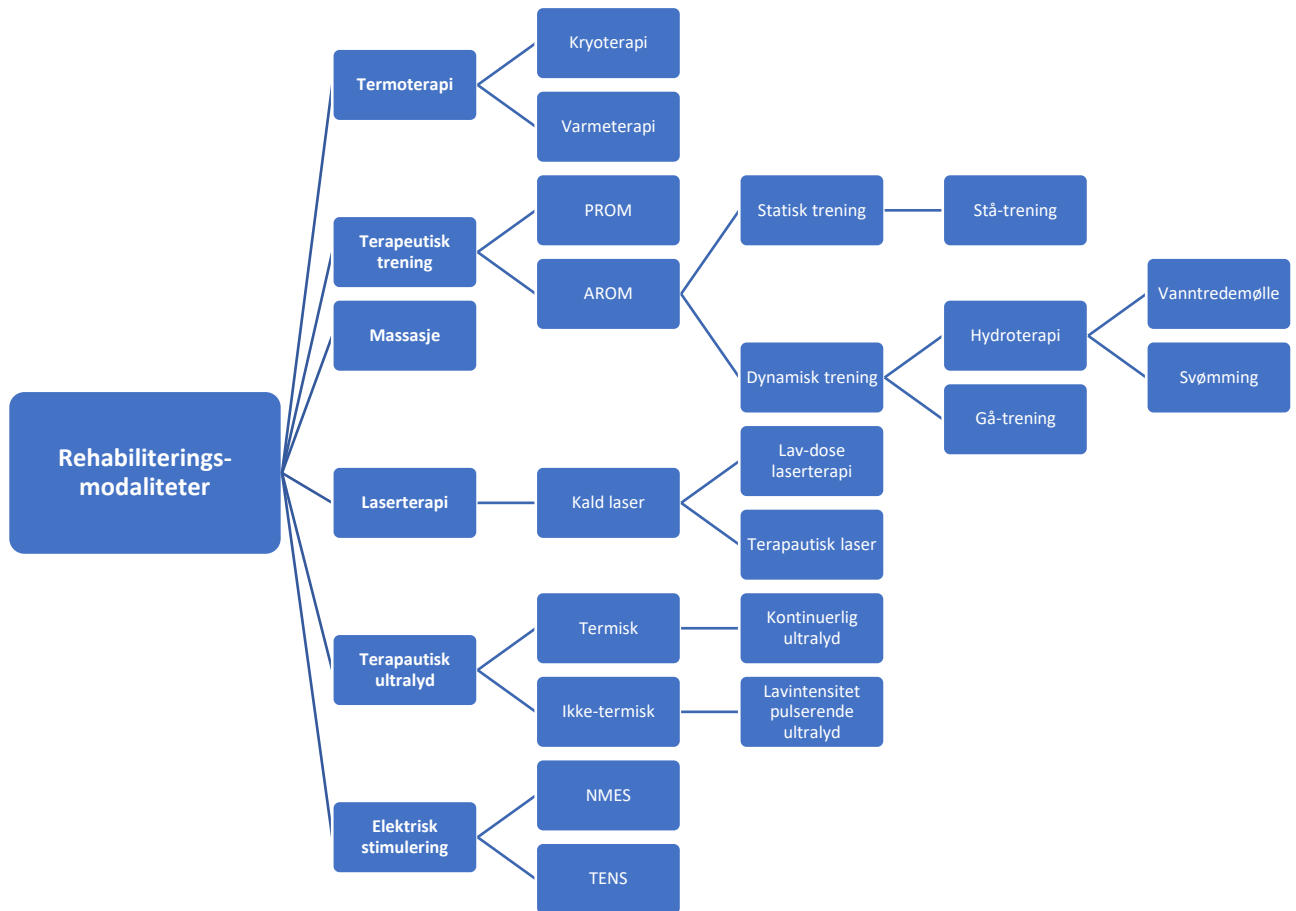 Rehabiliterings-
modaliteter
Termoterapi
Kryoterapi
Varmeterapi
Terapeutisk
trening
PROM
AROM
Statisk trening
Stå-trening
Dynamisk trening
Hydroterapi
Vanntredemølle
Svømming
Gå-trening
Massasje
Laserterapi
Kald laser
Lav-dose
laserterapi
Terapautisk laser
Terapautisk
ultralyd
Termisk
Kontinuerlig
ultralyd
Ikke-termisk
Lavintensitet
pulserende
ultralyd
Elektrisk
stimulering
NMES
TENS